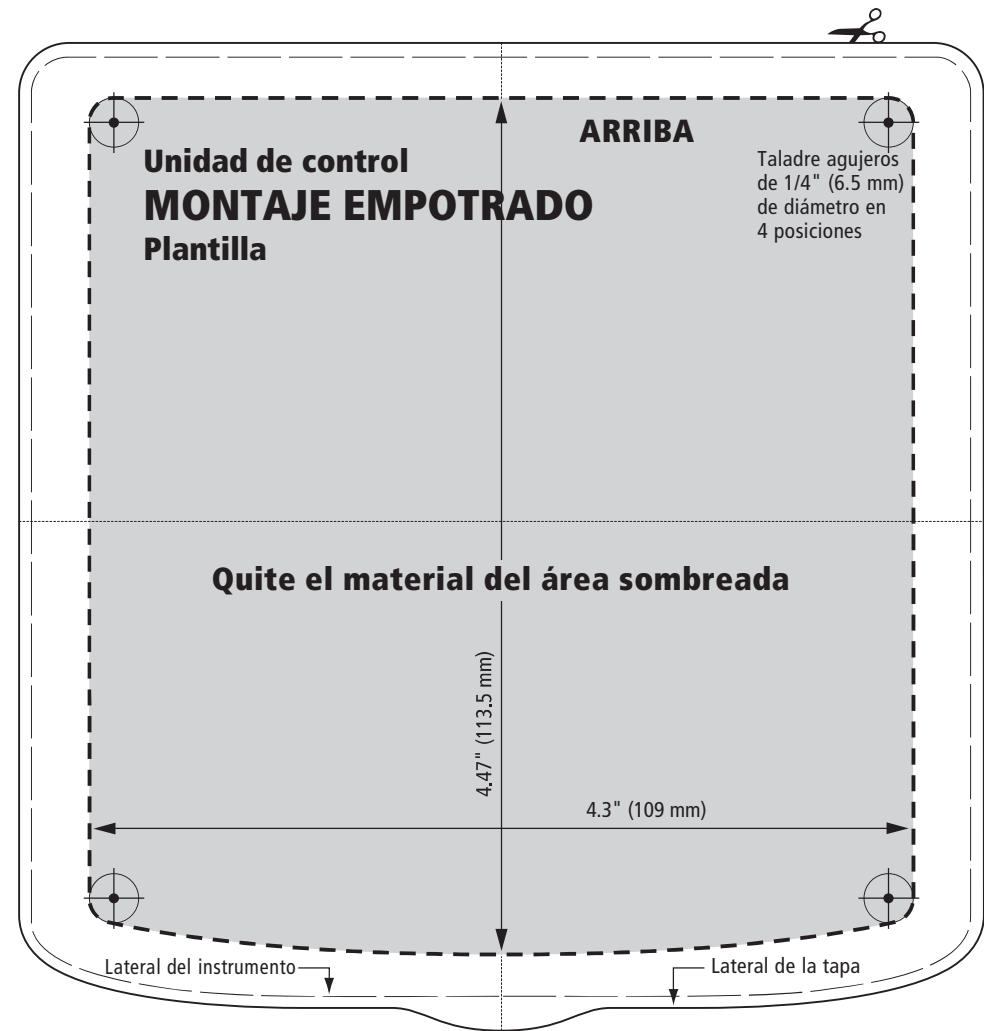 ARRIBA
Unidad de control
MONTAJE EMPOTRADO
Plantilla
Taladre agujeros
de 1/4" (6.5 mm)
de diámetro en
4 posiciones
Quite el material del área sombreada
4.47" (113.5 mm)
4.3" (109 mm)
Lateral del instrumento
Lateral de la tapa